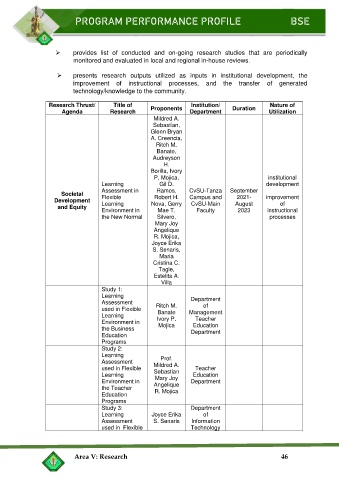 PROGRAM PERFORMANCE PROFILE BSE
➢ provides list of conducted and on-going research studies that are periodically
monitored and evaluated in local and regional in-house reviews.
➢ presents research outputs utilized as inputs in institutional development, the
improvement of instructional processes, and the transfer of generated
technology/knowledge to the community.
Research Thrust/ Agenda
Title of Research
Proponents
Institution/ Department
Duration
Nature of Utilization
Societal
Development
and Equity
Learning
Assessment in
Flexible
Learning
Environment in
the New Normal
Mildred A.
Sebastian,
Glenn Bryan
A. Creencia,
Ritch M.
Banate,
Audreyson
H.
Borilla, Ivory
P. Mojica,
Gil D.
Ramos,
Robert H.
Nova, Gerry
Mae T.
Silvero,
Mary Joy
Angelique
R. Mojica,
Joyce Erika
S. Senaris,
Maria
Cristina C.
Tagle,
Estelita A.
Villa
CvSU-Tanza
Campus and
CvSU-Main
Faculty
September
2021-
August
2023
institutional
development
improvement
of
instructional
processes
Study 1:
Learning
Assessment
used in Flexible
Learning
Environment in
the Business
Education
Programs
Ritch M.
Banate
Ivory P.
Mojica
Department
of
Management
Teacher
Education
Department
Study 2:
Learning
Assessment
used in Flexible
Learning
Environment in
the Teacher
Education
Programs
Prof.
Mildred A.
Sebastian
Mary Joy
Angelique
R. Mojica
Teacher
Education
Department
Study 3:
Learning
Assessment
used in Flexible
Joyce Erika
S. Senaris
Department
of
Information
Technology
Area V: Research 46